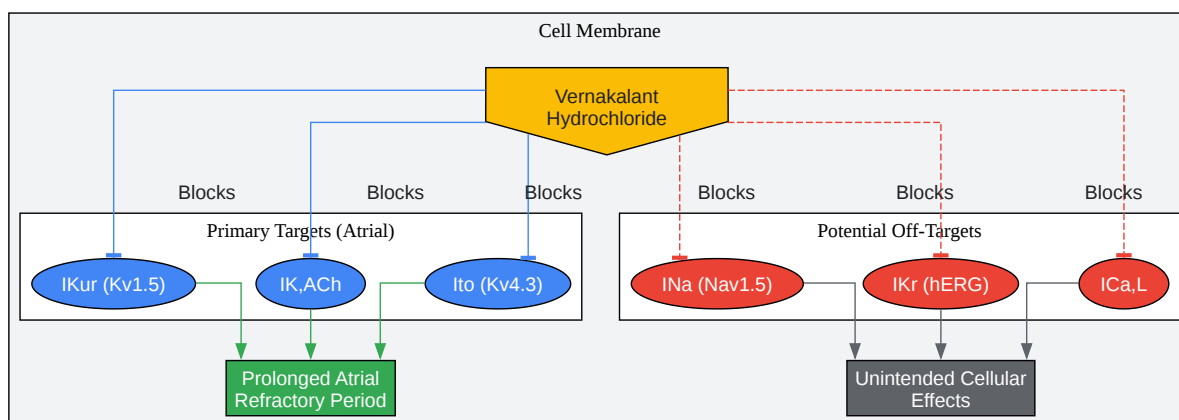 Cell Membrane
Vernakalant
Hydrochloride
Blocks
Blocks
Blocks
Blocks
Blocks
Blocks
Primary Targets (Atrial)
Potential Off-Targets
IKur (Kv1.5)
IK,ACh
Ito (Kv4.3)
INa (Nav1.5)
IKr (hERG)
ICa,L
Prolonged Atrial
Refractory Period
Unintended Cellular
Effects